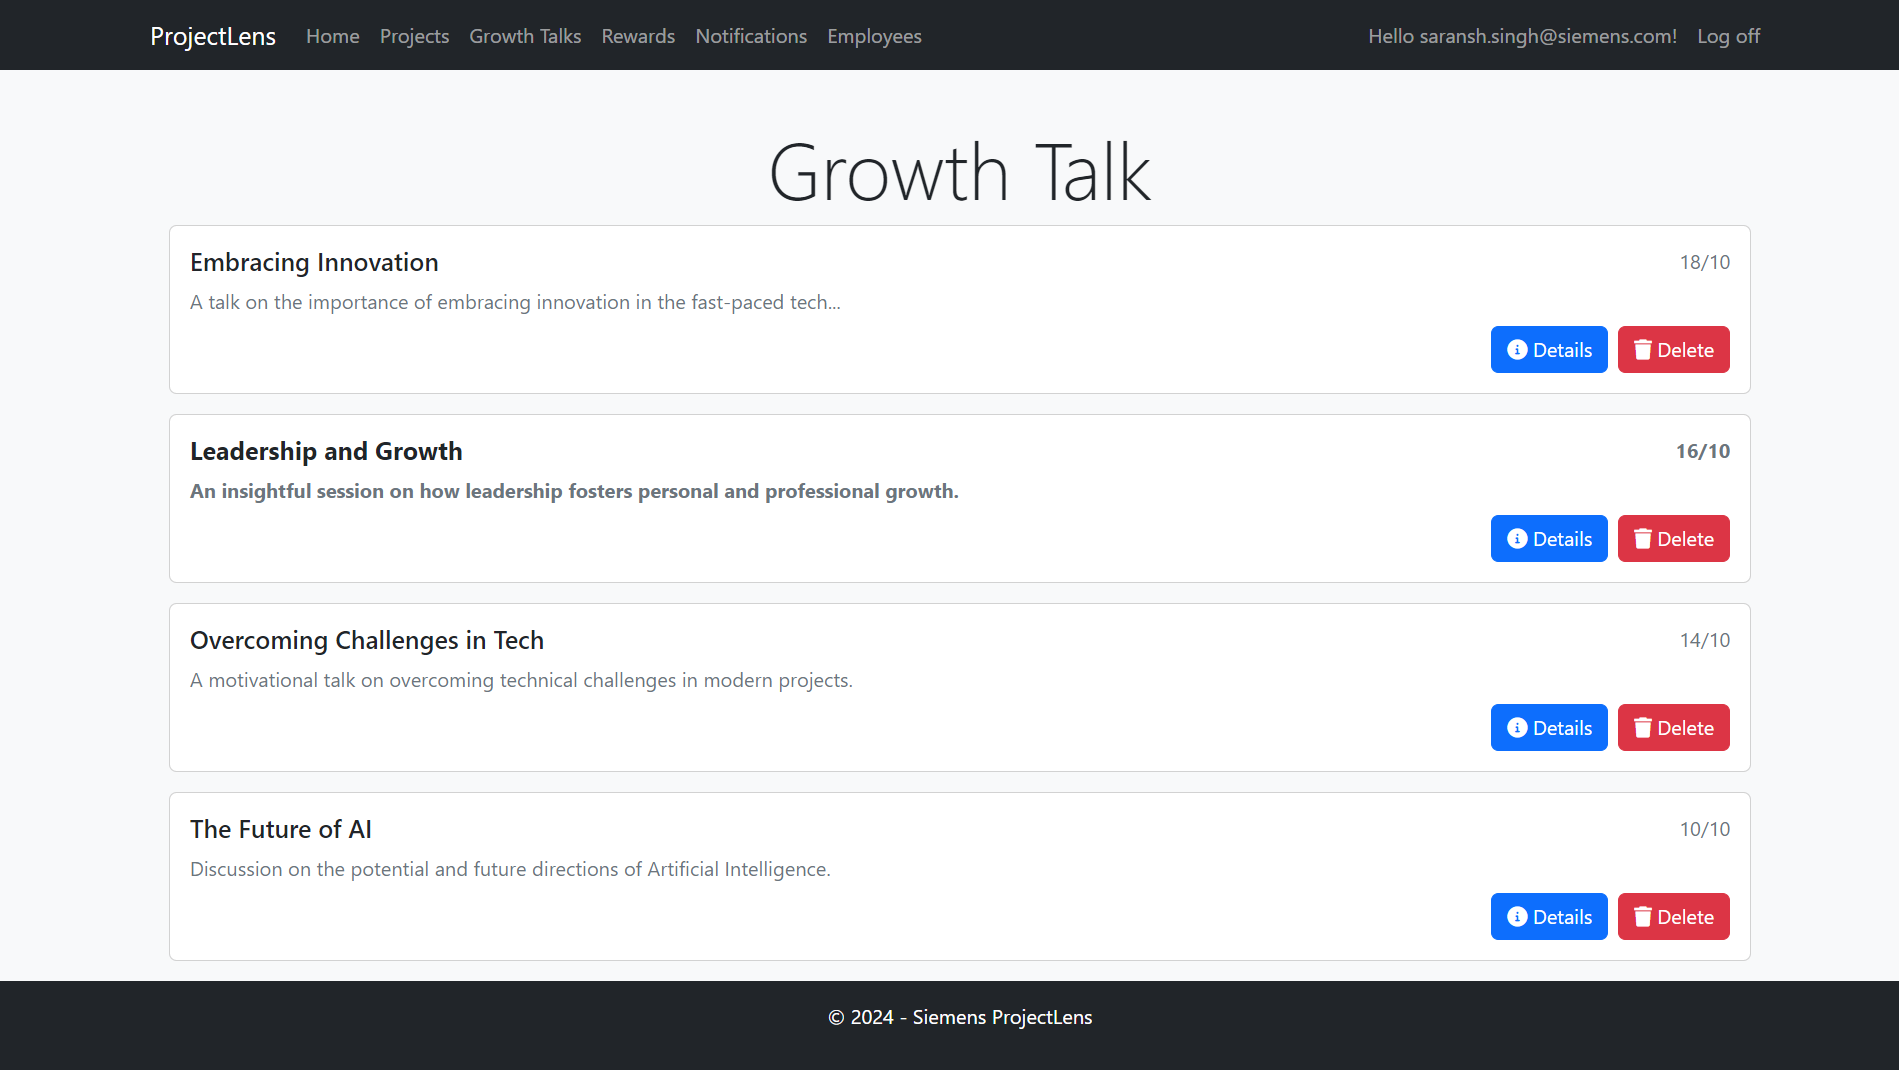 ProjectLens Home Projects Growth Talks Rewards Notifications Employees Hello saransh.singh@siemens.com! Log off
Growth Talk
Embracing Innovation 18/10
A talk on the importance of embracing innovation in the fast-paced tech...
Details Delete
Leadership and Growth 16/10
An insightful session on how leadership fosters personal and professional growth.
Details Delete
Overcoming Challenges in Tech 14/10
A motivational talk on overcoming technical challenges in modern projects.
Details Delete
The Future of AI 10/10
Discussion on the potential and future directions of Artificial Intelligence.
Details Delete
© 2024 - Siemens ProjectLens